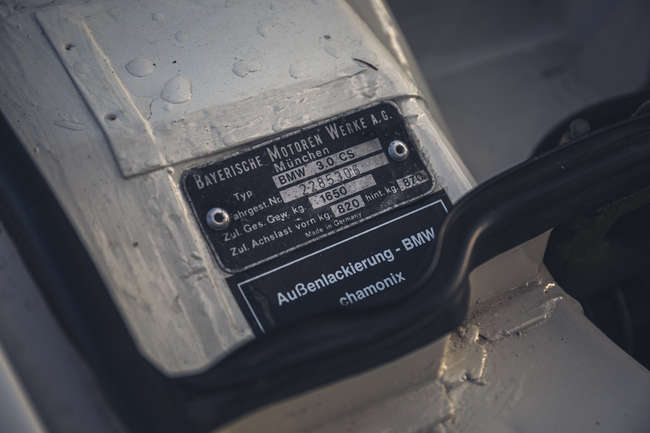 BAYERISCHE MOTOREN WERKE A.G.
München
Typ BMW 3.0 CS
ahrgest.Nr. 2285306
Zul. Ges. Gew. kg. 1650
Zul. Achslast vorn kg. 820 hint. kg. 870
Made in Germany
Außenlackierung - BMW
chamonix